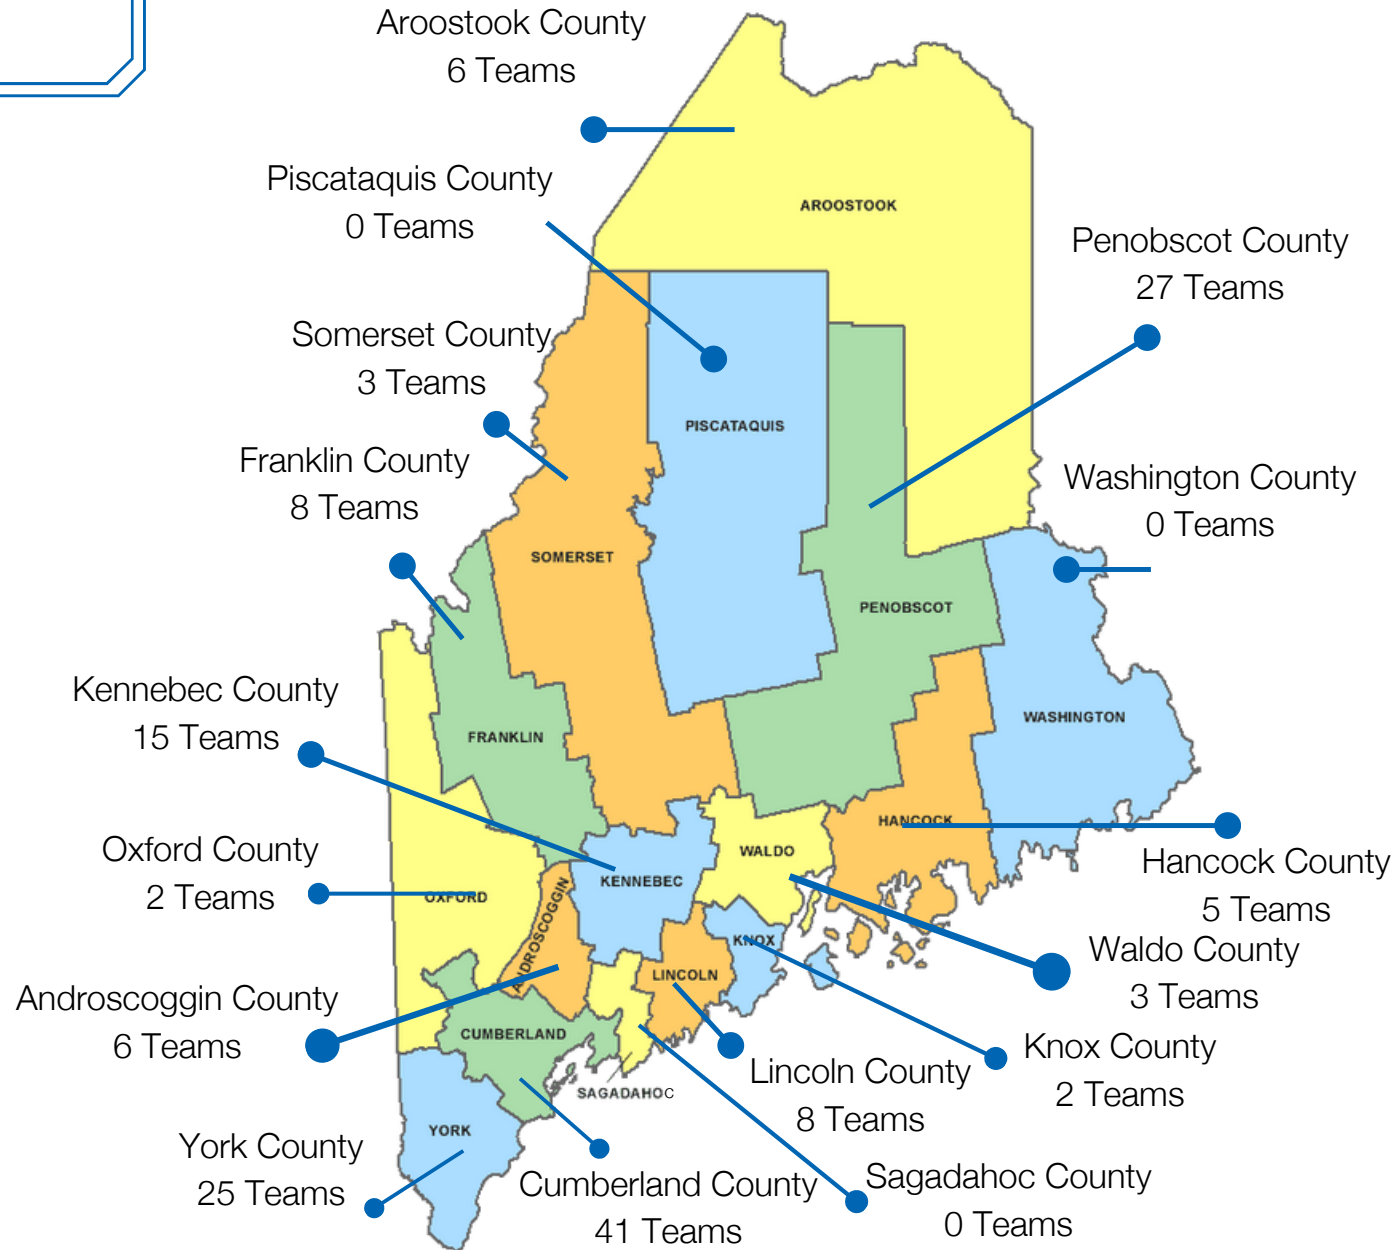 Aroostook County
6 Teams
Piscataquis County
0 Teams
AROOSTOOK
Penobscot County
27 Teams
Somerset County
3 Teams
PISCATAQUIS
Franklin County
8 Teams
Washington County
0 Teams
SOMERSET
PENOBSCOT
Kennebec County
15 Teams
FRANKLIN
WASHINGTON
HANCOCK
Oxford County
2 Teams
WALDO
Hancock County
5 Teams
KENNEBEC
OXFORD
ANDROSCOGGIN
KNOX
Waldo County
3 Teams
LINCOLN
Androscoggin County
6 Teams
CUMBERLAND
Knox County
2 Teams
Lincoln County
8 Teams
SAGADAHOC
YORK
York County
25 Teams
Cumberland County
41 Teams
Sagadahoc County
0 Teams